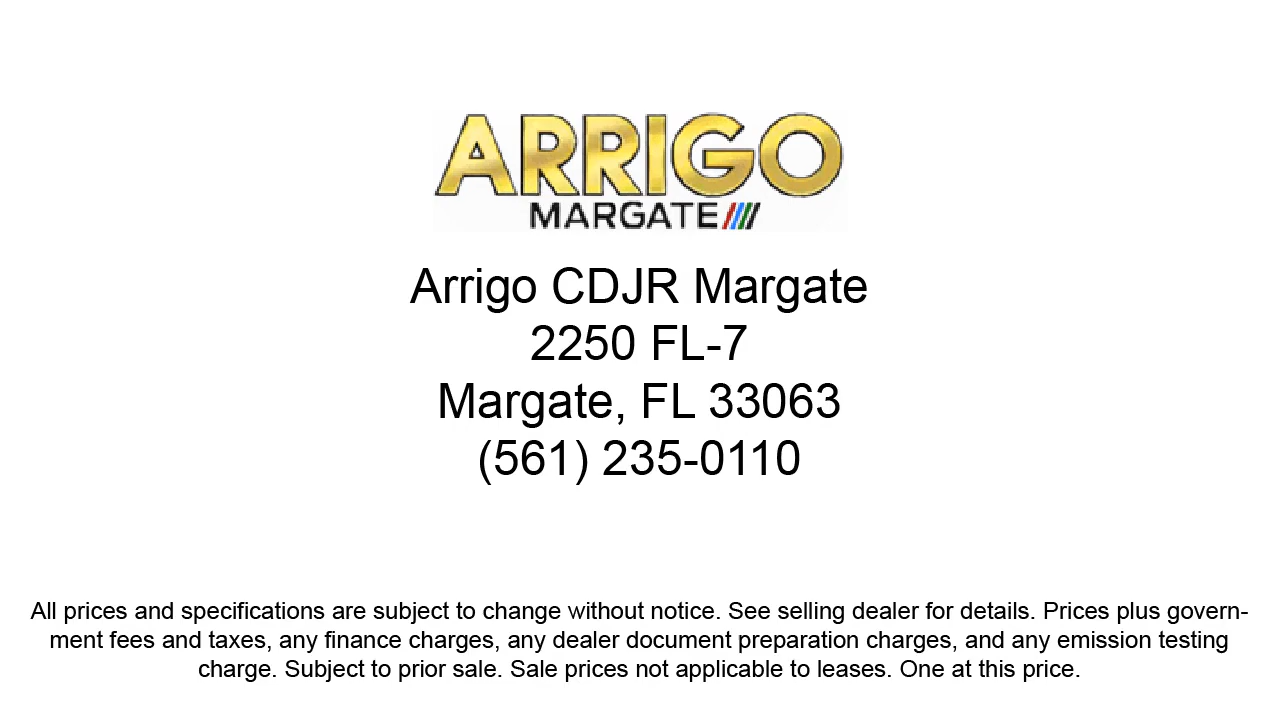 ARRIGO
MARGATE
Arrigo CDJR Margate
2250 FL-7
Margate, FL 33063
(561) 235-0110
All prices and specifications are subject to change without notice. See selling dealer for details. Prices plus govern-
ment fees and taxes, any finance charges, any dealer document preparation charges, and any emission testing
charge. Subject to prior sale. Sale prices not applicable to leases. One at this price.